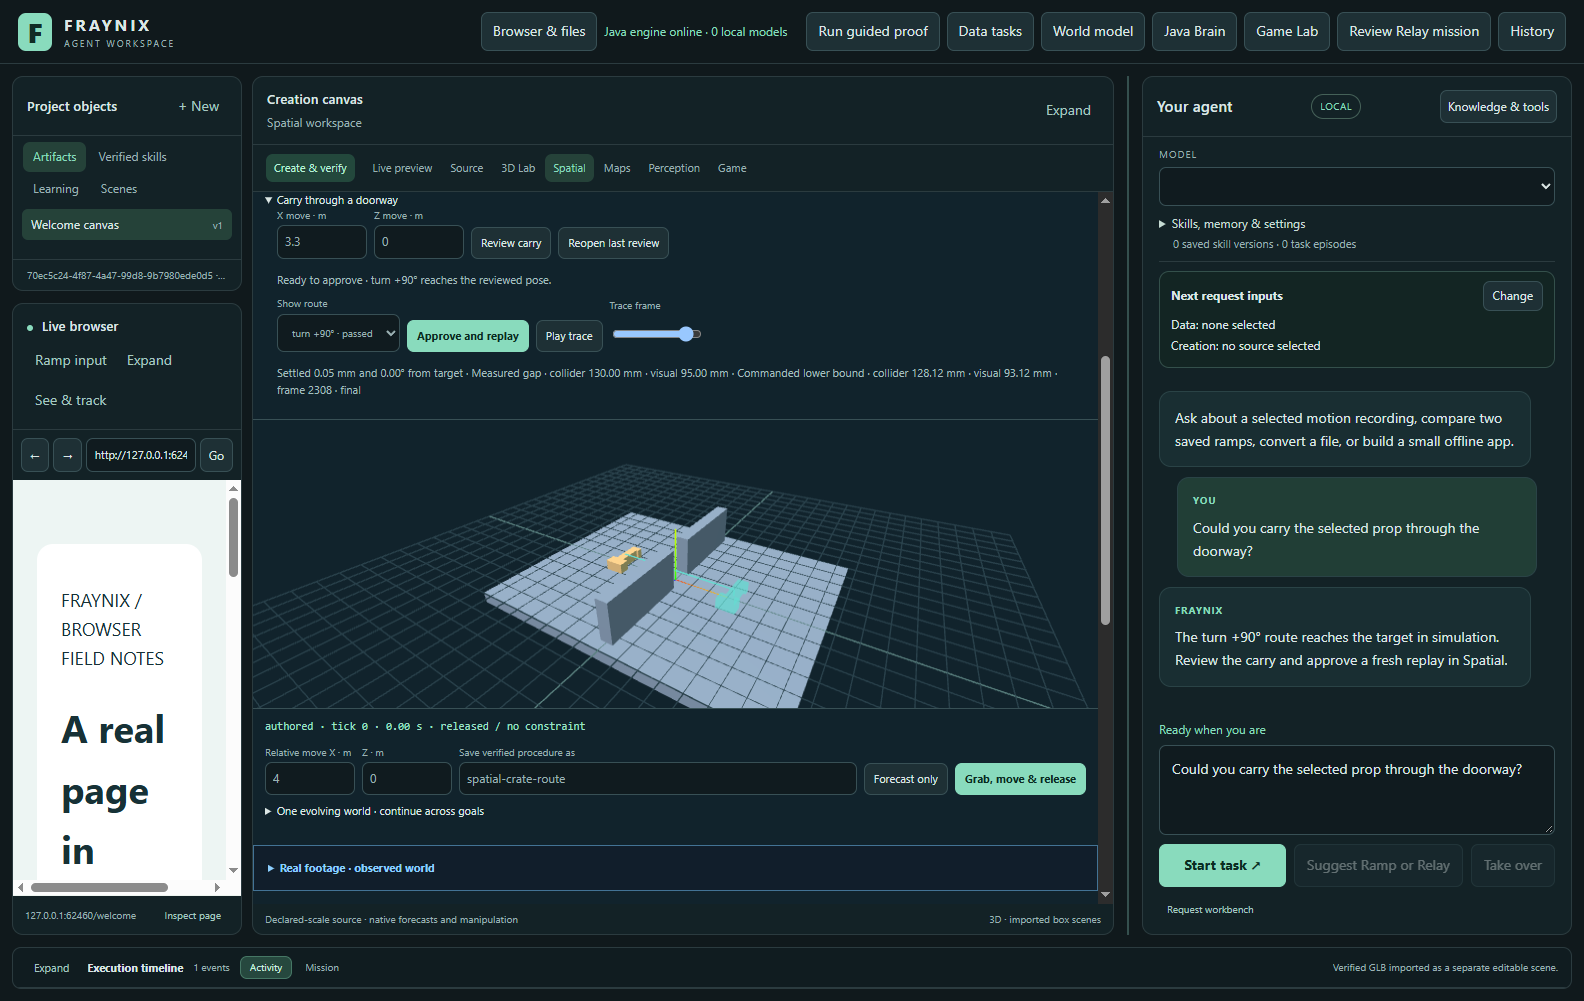 F
FRAYNIX
AGENT WORKSPACE
Browser & files
Java engine online · 0 local models
Run guided proof
Data tasks
World model
Java Brain
Game Lab
Review Relay mission
History
Project objects
+ New
Artifacts
Verified skills
Learning
Scenes
Welcome canvas
v1
70ec5c24-4f87-4a47-99d8-9b7980ede0d5 ·...
Live browser
Ramp input
Expand
See & track
←
→
http://127.0.0.1:624
Go
FRAYNIX /
BROWSER
FIELD NOTES
A real
page
in
127.0.0.1:62460/welcome
Inspect page
Creation canvas
Spatial workspace
Expand
Create & verify
Live preview
Source
3D Lab
Spatial
Maps
Perception
Game
▼ Carry through a doorway
X move · m
Z move · m
3.3
0
Review carry
Reopen last review
Ready to approve · turn +90° reaches the reviewed pose.
Show route
Trace frame
turn +90° · passed
Approve and replay
Play trace
Settled 0.05 mm and 0.00° from target · Measured gap · collider 130.00 mm · visual 95.00 mm · Commanded lower bound · collider 128.12 mm · visual 93.12 mm ·
frame 2308 · final
authored · tick 0 · 0.00 s · released / no constraint
Relative move X · m
Z · m
Save verified procedure as
4
0
spatial-crate-route
Forecast only
Grab, move & release
▶ One evolving world · continue across goals
▶ Real footage · observed world
Declared-scale source · native forecasts and manipulation
3D · imported box scenes
Your agent
LOCAL
Knowledge & tools
MODEL
▶ Skills, memory & settings
0 saved skill versions · 0 task episodes
Next request inputs
Change
Data: none selected
Creation: no source selected
Ask about a selected motion recording, compare two
saved ramps, convert a file, or build a small offline app.
YOU
Could you carry the selected prop through the
doorway?
FRAYNIX
The turn +90° route reaches the target in simulation.
Review the carry and approve a fresh replay in Spatial.
Ready when you are
Could you carry the selected prop through the doorway?
Start task ↗
Suggest Ramp or Relay
Take over
Request workbench
Expand
Execution timeline
1 events
Activity
Mission
Verified GLB imported as a separate editable scene.